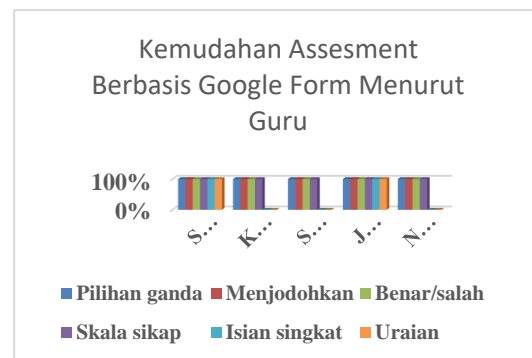 Kemudahan Assesment
Berbasis Google Form Menurut
Guru
100%
0%
S...
K...
S...
J...
N...
Pilihan ganda Menjodohkan Benar/salah
Skala sikap Isian singkat Uraian